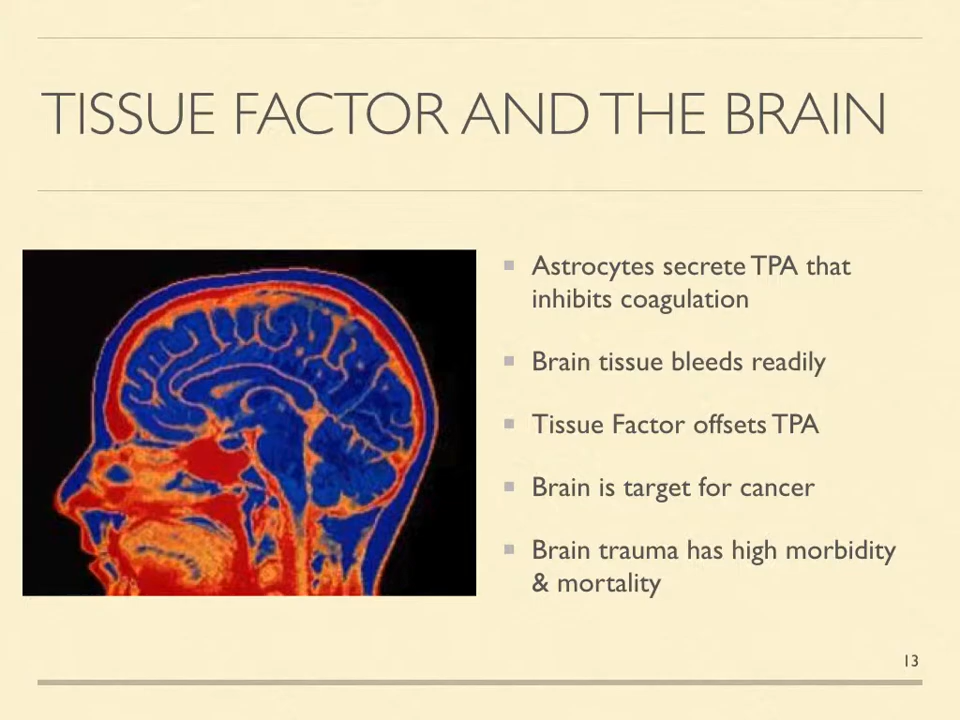 TISSUE FACTOR AND THE BRAIN
Astrocytes secrete TPA that
inhibits coagulation
Brain tissue bleeds readily
Tissue Factor offsets TPA
Brain is target for cancer
Brain trauma has high morbidity
& mortality
13